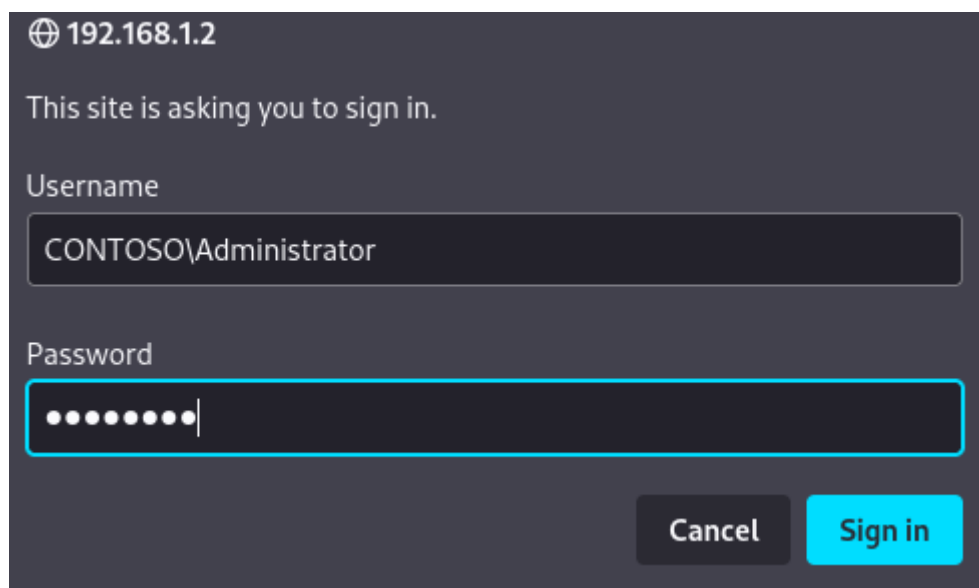 192.168.1.2
This site is asking you to sign in.
Username
CONTOSO\Administrator
Password
••••••••
Cancel Sign in